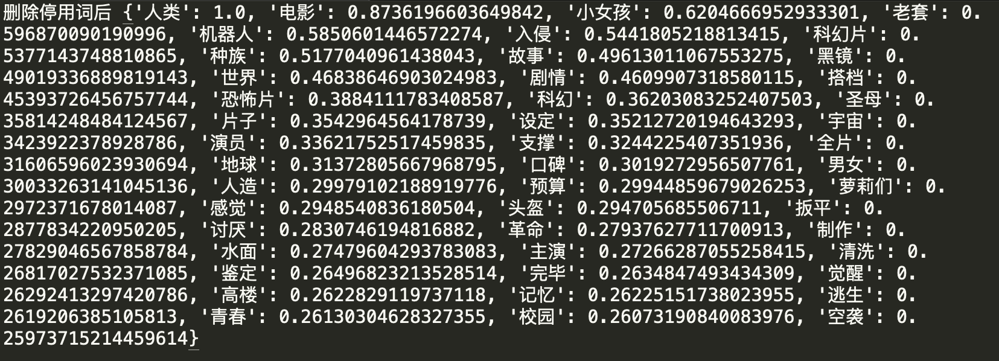 删除停用词后 {'人类': 1.0, '电影': 0.8736196603649842, '小女孩': 0.6204666952933301, '老套': 0.
596870090190996, '机器人': 0.5850601446572274, '入侵': 0.5441805218813415, '科幻片': 0.
5377143748810865, '种族': 0.5177040961438043, '故事': 0.49613011067553275, '黑镜': 0.
49019336889819143, '世界': 0.46838646903024983, '剧情': 0.4609907318580115, '搭档': 0.
45393726456757744, '恐怖片': 0.3884111783408587, '科幻': 0.36203083252407503, '圣母': 0.
35814248484124567, '片子': 0.3542964564178739, '设定': 0.35212720194643293, '宇宙': 0.
3423922378928786, '演员': 0.33621752517459835, '支撑': 0.3244225407351936, '全片': 0.
31606596023930694, '地球': 0.31372805667968795, '口碑': 0.3019272956507761, '男女': 0.
30033263141045136, '人造': 0.29979102188919776, '预算': 0.29944859679026253, '萝莉们': 0.
2972371678014087, '感觉': 0.2948540836180504, '头盔': 0.294705685506711, '扳平': 0.
2877834220950205, '讨厌': 0.2830746194816882, '革命': 0.27937627711700913, '制作': 0.
27829046567858784, '水面': 0.27479604293783083, '主演': 0.27266287055258415, '清洗': 0.
26817027532371085, '鉴定': 0.26496823213528514, '完毕': 0.2634847493434309, '觉醒': 0.
26292413297420786, '高楼': 0.2622829119737118, '记忆': 0.26225151738023955, '逃生': 0.
2619206385105813, '青春': 0.26130304628327355, '校园': 0.26073190840083976, '空袭': 0.
25973715214459614}